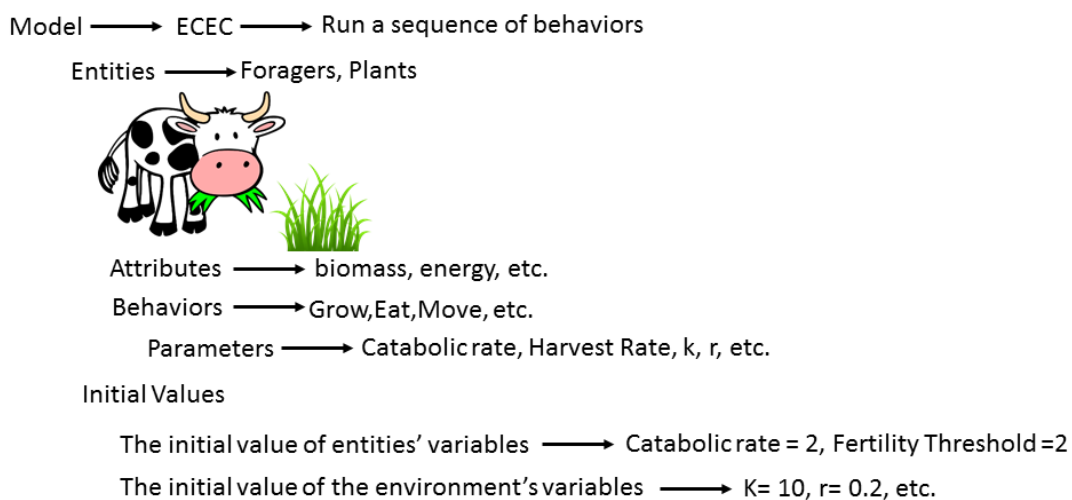 Model → ECEC → Run a sequence of behaviors
Entities → Foragers, Plants
Attributes → biomass, energy, etc.
Behaviors → Grow,Eat,Move, etc.
Parameters → Catabolic rate, Harvest Rate, k, r, etc.
Initial Values
The initial value of entities’ variables → Catabolic rate = 2, Fertility Threshold =2
The initial value of the environment’s variables → K= 10, r= 0.2, etc.